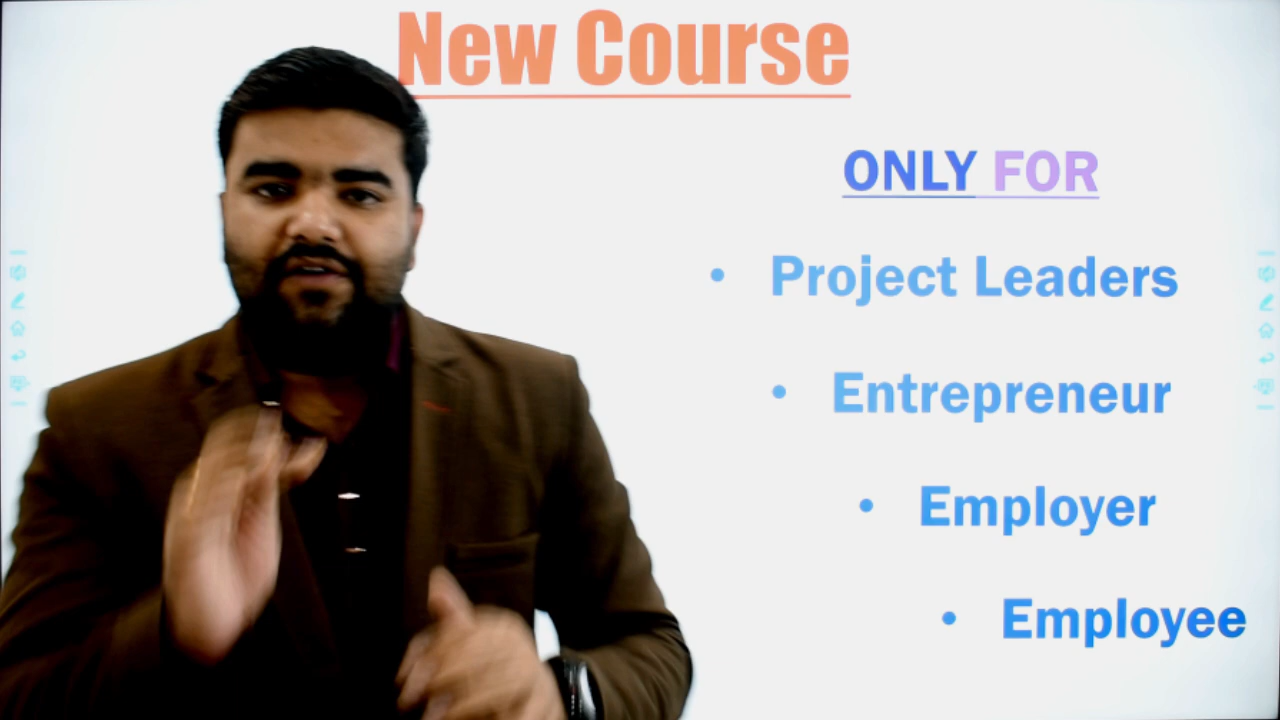 New Course
ONLY FOR
• Project Leaders
• Entrepreneur
• Employer
• Employee